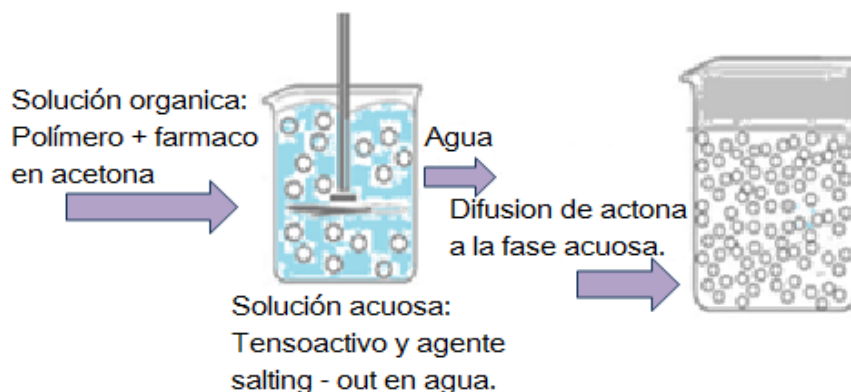 Solución organica:
Polímero + farmaco
en acetona
Agua
Difusion de actona
a la fase acuosa.
Solución acuosa:
Tensoactivo y agente
salting - out en agua.